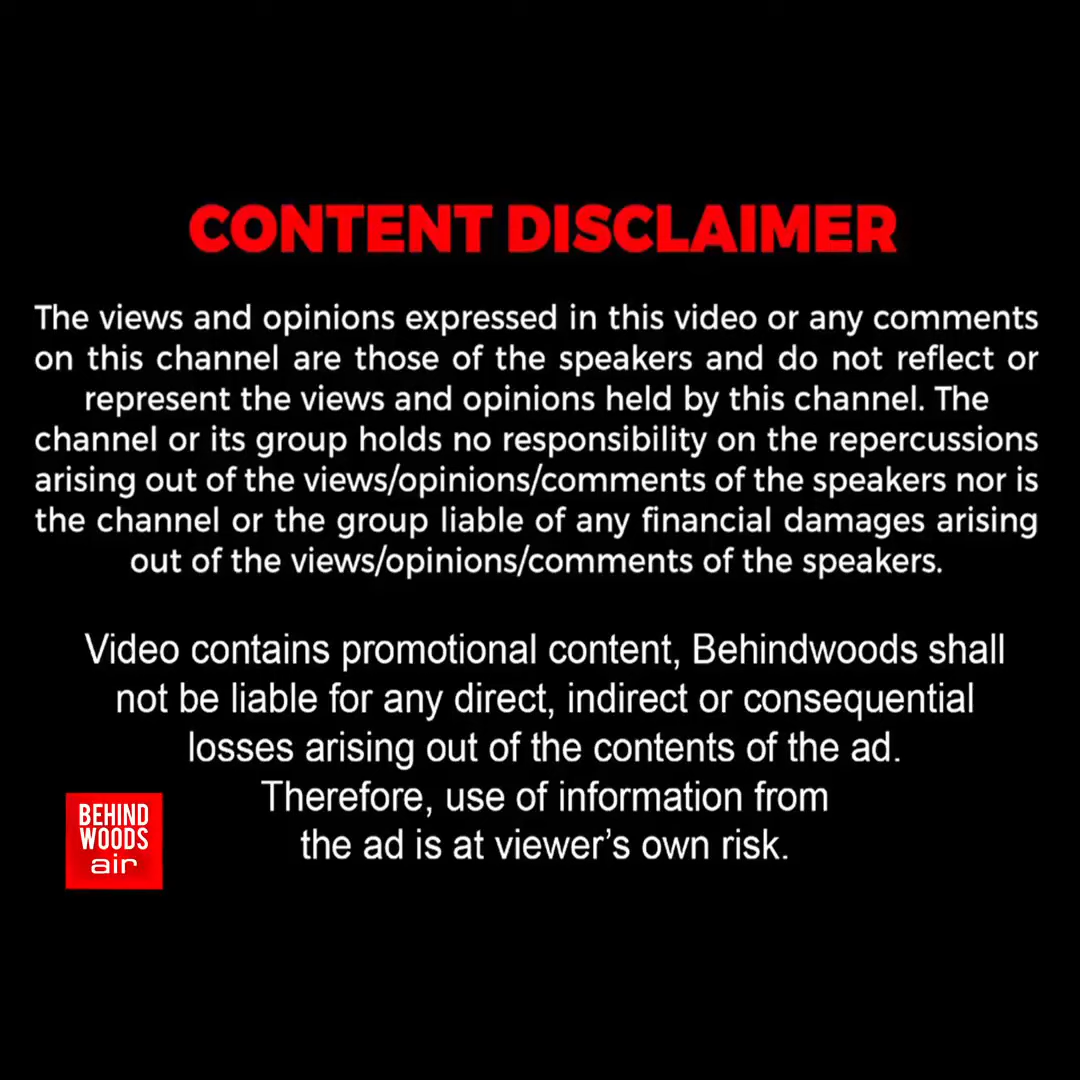 CONTENT DISCLAIMER
The views and opinions expressed in this video or any comments
on this channel are those of the speakers and do not reflect or
represent the views and opinions held by this channel. The
channel or its group holds no responsibility on the repercussions
arising out of the views/opinions/comments of the speakers nor is
the channel or the group liable of any financial damages arising
out of the views/opinions/comments of the speakers.
Video contains promotional content, Behindwoods shall
not be liable for any direct, indirect or consequential
losses arising out of the contents of the ad.
Therefore, use of information from
the ad is at viewer’s own risk.
BEHIND
WOODS
air